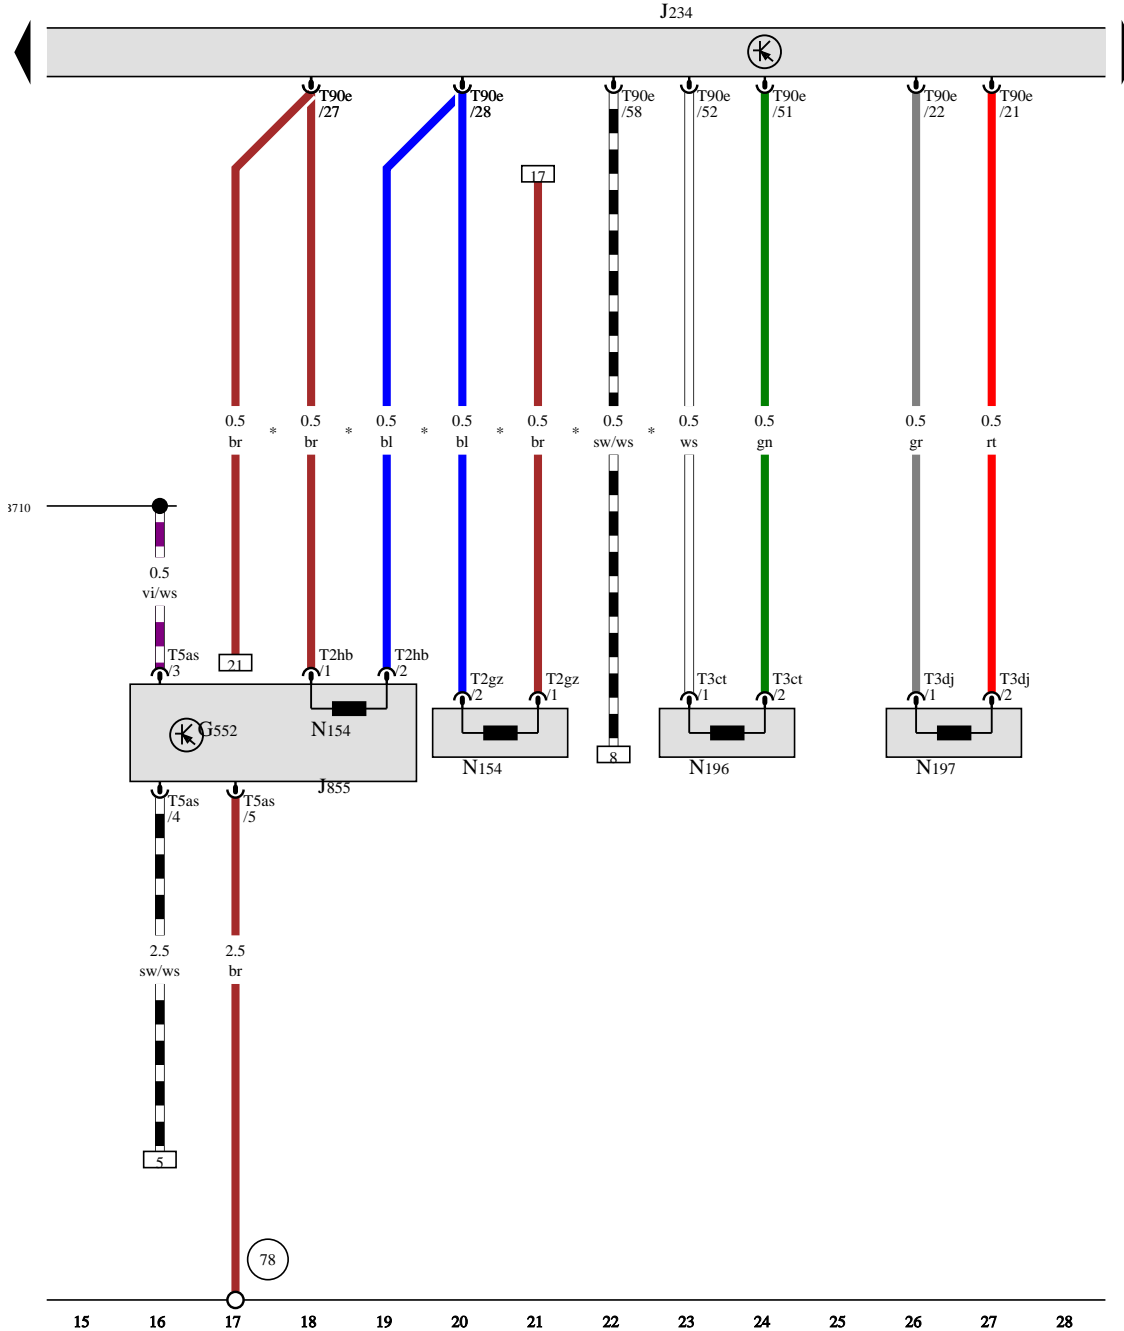 J234
T90e T90e T90e T90e T90e T90e T90e
/27 /28 /58 /52 /51 /22 /21
17
0.5 0.5 0.5 0.5 0.5 0.5 0.5 0.5 0.5 0.5
br * br * bl * bl * br * sw/ws * ws gn gr rt
3710
0.5
vi/ws
T5as T2hb T2hb
/3 21 /1 /2
T2gz T2gz T3ct T3ct T3dj T3dj
/2 /1 /1 /2 /1 /2
G552 N154
8
N154 N196 N197
J855
T5as T5as
/4 /5
2.5 2.5
sw/ws br
5
78
15 16 17 18 19 20 21 22 23 24 25 26 27 28